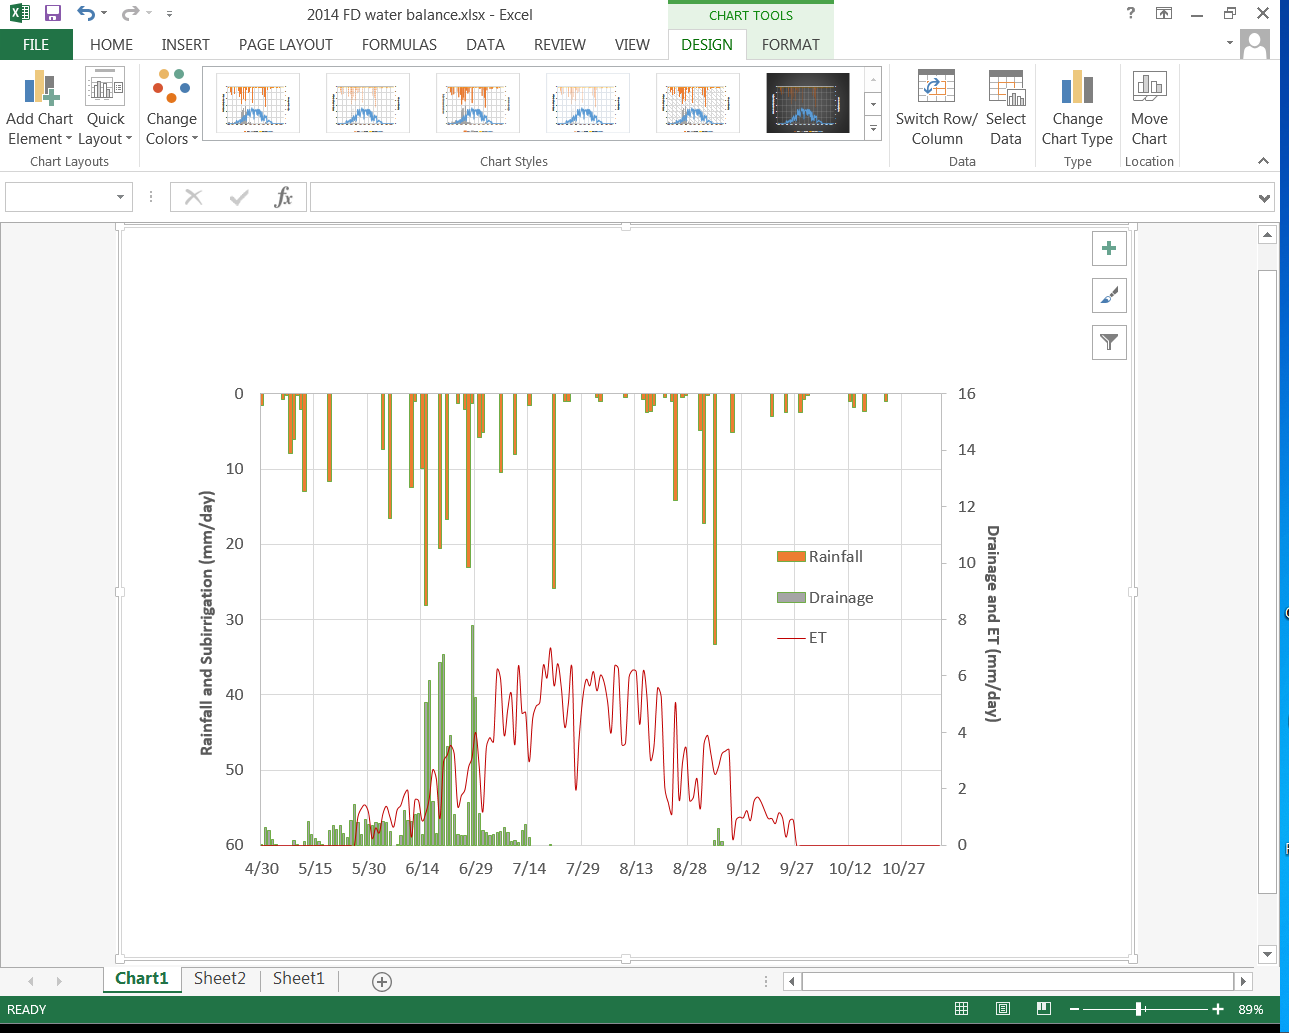 2014 FD water balance.xlsx - Excel
CHART TOOLS
?
FILE HOME INSERT PAGE LAYOUT FORMULAS DATA REVIEW VIEW DESIGN FORMAT
Add Chart Element
Quick Layout
Change Colors
Switch Row/ Column
Select Data
Change Chart Type
Move Chart
Chart Layouts
Chart Styles
Data
Type
Location
fx
0
10
20
30
40
50
60
Rainfall and Subirrigation (mm/day)
16
14
12
10
8
6
4
2
0
Drainage and ET (mm/day)
Rainfall
Drainage
ET
4/30 5/15 5/30 6/14 6/29 7/14 7/29 8/13 8/28 9/12 9/27 10/12 10/27
Chart1 Sheet2 Sheet1
READY
89%